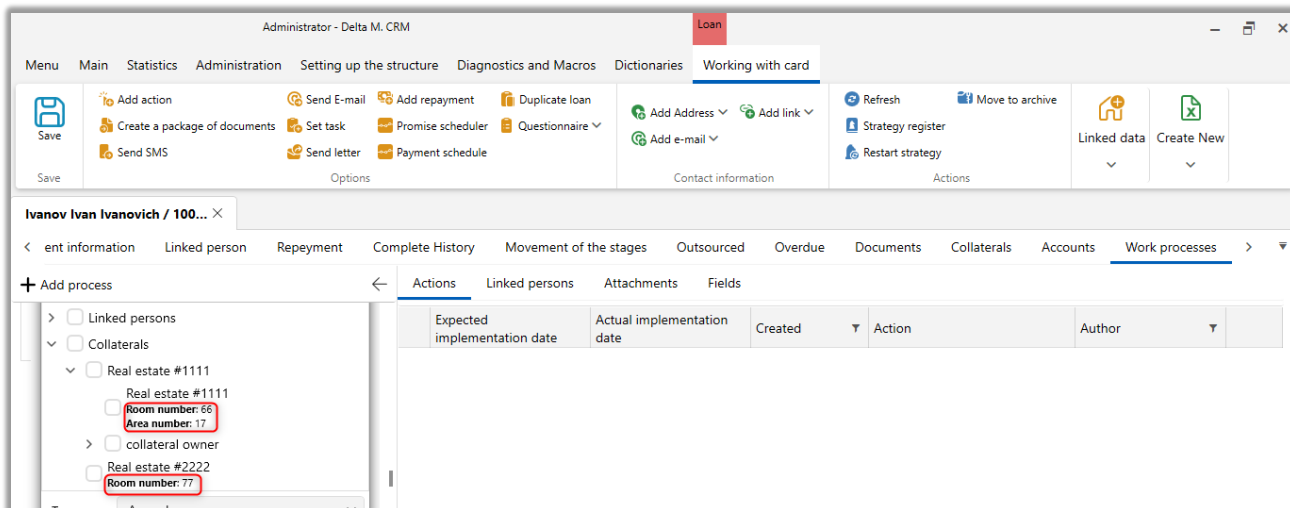 Administrator - Delta M. CRM
Loan
Menu Main Statistics Administration Setting up the structure Diagnostics and Macros Dictionaries Working with card
Save
Add action
Create a package of documents
Send SMS
Send E-mail
Set task
Send letter
Add repayment
Promise scheduler
Payment schedule
Duplicate loan
Questionnaire
Add Address
Add e-mail
Add link
Refresh
Strategy register
Restart strategy
Move to archive
Linked data
Create New
Save Options Contact information Actions
Ivanov Ivan Ivanovich / 100...
ent information Linked person Repeyment Complete History Movement of the stages Outsourced Overdue Documents Collaterals Accounts Work processes
Add process
Actions Linked persons Attachments Fields
Expected
implementation date
Actual implementation
date
Created
Action
Author
Linked persons
Collaterals
Real estate #1111
Real estate #1111
Room number: 66
Area number: 17
collateral owner
Real estate #2222
Room number: 77